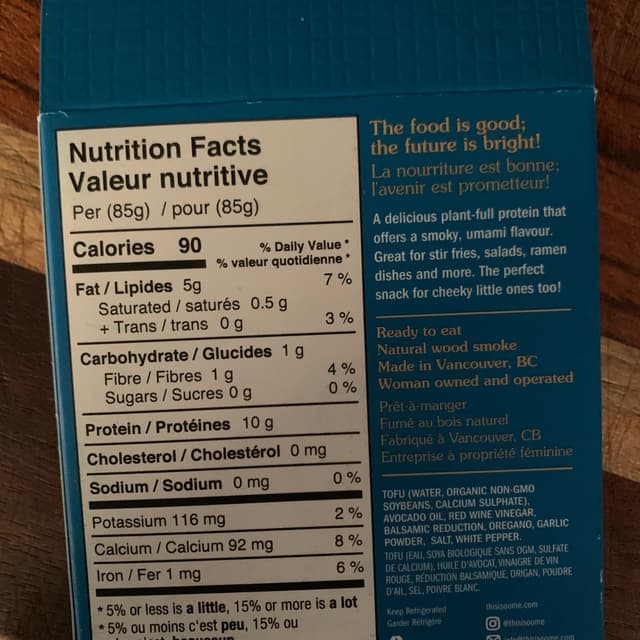 Nutrition Facts
Valeur nutritive
Per (85g) / pour (85g)
Calories 90
% Daily Value *
% valeur quotidienne *
Fat / Lipides 5g 7 %
Saturated / saturés 0.5 g
+ Trans / trans 0 g 3 %
Carbohydrate / Glucides 1 g
Fibre / Fibres 1 g 4 %
Sugars / Sucres 0 g 0 %
Protein / Protéines 10 g
Cholesterol / Cholestérol 0 mg
Sodium / Sodium 0 mg 0 %
Potassium 116 mg 2 %
Calcium / Calcium 92 mg 8 %
Iron / Fer 1 mg 6 %
* 5% or less is a little, 15% or more is a lot
* 5% ou moins c'est peu, 15% ou
The food is good;
the future is bright!
La nourriture est bonne;
l'avenir est prometteur!
A delicious plant-full protein that
offers a smoky, umami flavour.
Great for stir fries, salads, ramen
dishes and more. The perfect
snack for cheeky little ones too!
Ready to eat
Natural wood smoke
Made in Vancouver, BC
Woman owned and operated
Prêt-à-manger
Fumé au bois naturel
Fabriqué à Vancouver, CB
Entreprise à propriété féminine
TOFU (WATER, ORGANIC NON-GMO
SOYBEANS, CALCIUM SULPHATE),
AVOCADO OIL, RED WINE VINEGAR,
BALSAMIC REDUCTION, OREGANO, GARLIC
POWDER, SALT, WHITE PEPPER.
TOFU (EAU, SOYA BIOLOGIQUE SANS OGM, SULFATE
DE CALCIUM), HUILE D'AVOCAT, VINAIGRE DE VIN
ROUGE, RÉDUCTION BALSAMIQUE, ORIGAN, POUDRE
D'AIL, SEL, POIVRE BLANC.
Keep Refrigerated
Garder Réfrigéré
thisissoome.com
@thisissoome